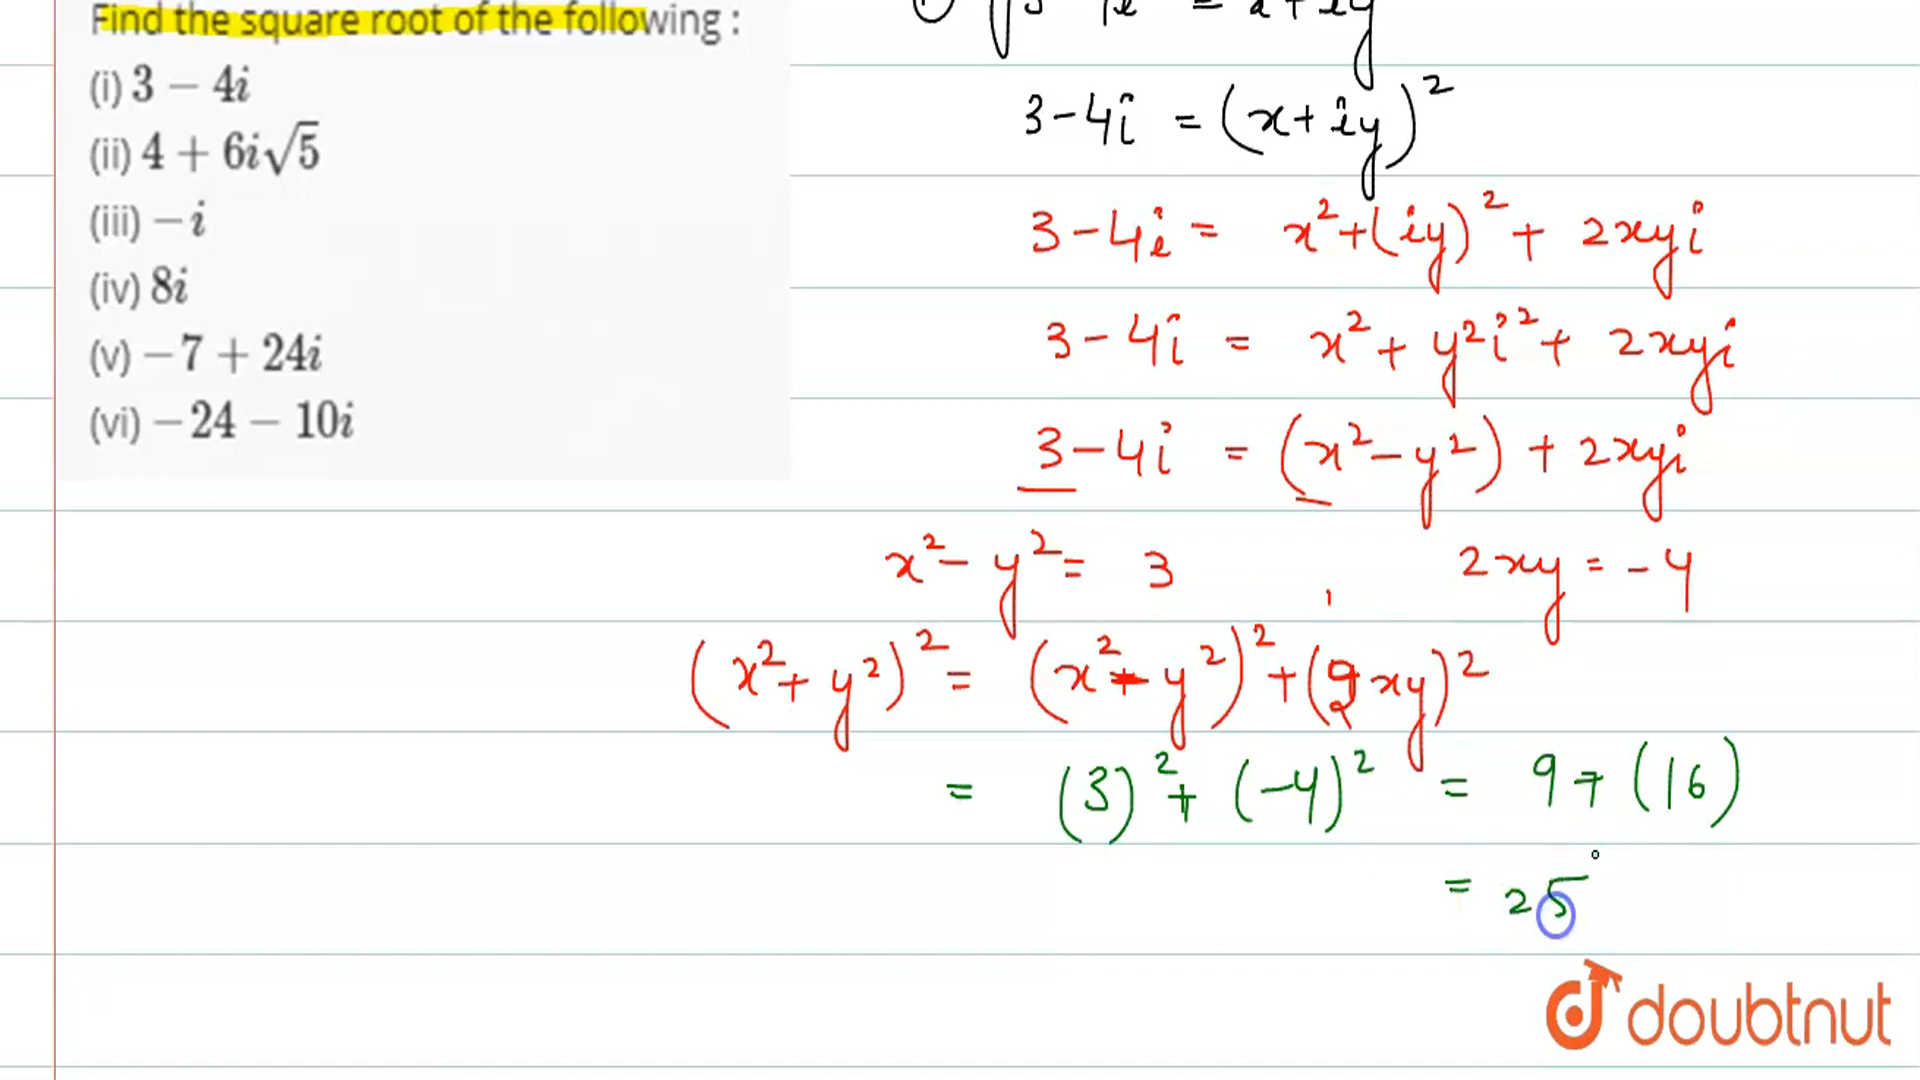 Find the square root of the following :
(i) 3 − 4i
(ii) 4 + 6i√5
(iii) −i
(iv) 8i
(v) −7 + 24i
(vi) −24 − 10i
3-4i = (x+iy)²
3-4i = x²+(iy)² + 2xyi
3-4i = x² + y²i² + 2xyi
3-4i = (x²-y²) + 2xyi
x²- y² = 3 , 2xy = -4
(x²+y²)² = (x²-y²)² + (2xy)²
= (3)² + (-4)² = 9+(16)
= 25
doubtnut